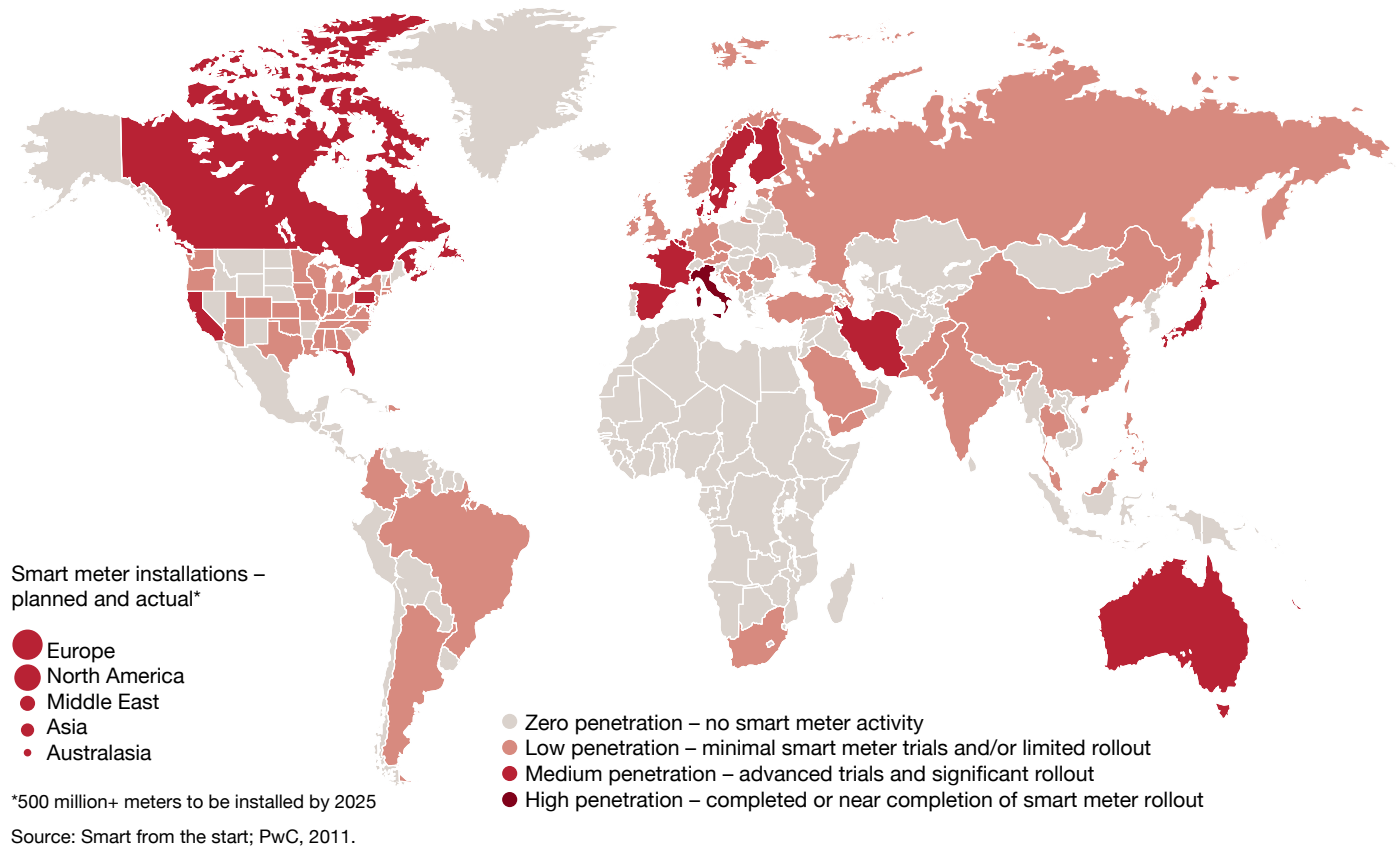 Smart meter installations –
planned and actual*
Europe
North America
Middle East
Asia
Australasia
*500 million+ meters to be installed by 2025
Source: Smart from the start; PwC, 2011.
Zero penetration – no smart meter activity
Low penetration – minimal smart meter trials and/or limited rollout
Medium penetration – advanced trials and significant rollout
High penetration – completed or near completion of smart meter rollout